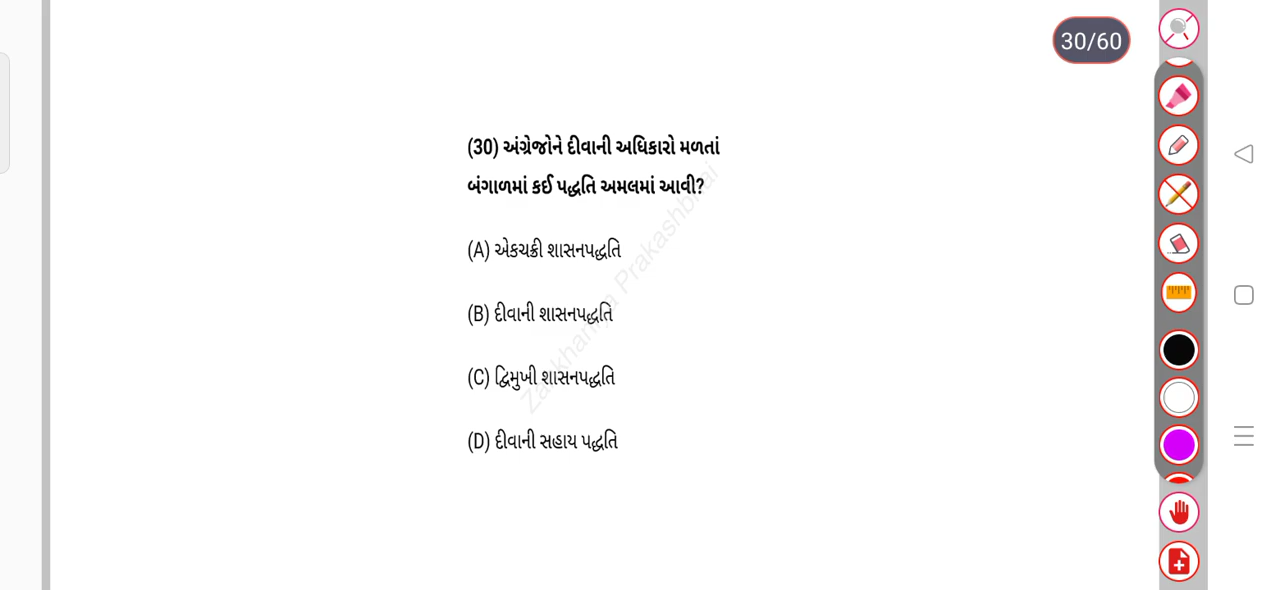 30/60
(30) અંગ્રેજોને દીવાની અધિકારો મળતાં
બંગાળમાં કઈ પદ્ધતિ અમલમાં આવી?
(A) એકચક્રી શાસનપદ્ધતિ
(B) દીવાની શાસનપદ્ધતિ
(C) દ્વિમુખી શાસનપદ્ધતિ
(D) દીવાની સહાય પદ્ધતિ
Prakashbhai